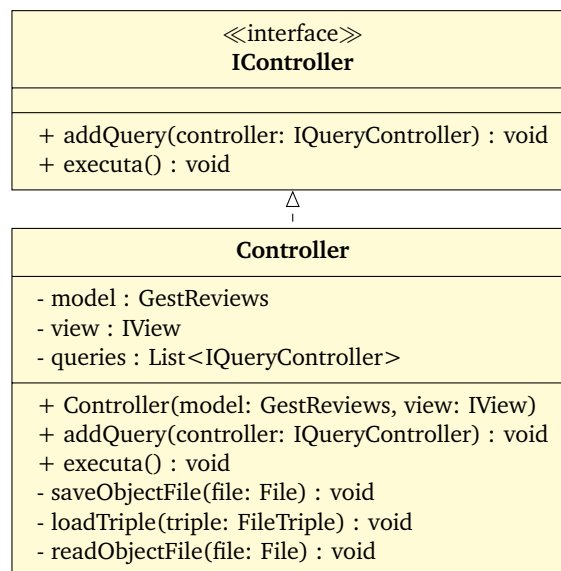 ≪interface≫
IController
+ addQuery(controller: IQueryController) : void
+ executa() : void
Controller
- model : GestReviews
- view : IView
- queries : List<IQueryController>
+ Controller(model: GestReviews, view: IView)
+ addQuery(controller: IQueryController) : void
+ executa() : void
- saveObjectFile(file: File) : void
- loadTriple(triple: FileTriple) : void
- readObjectFile(file: File) : void